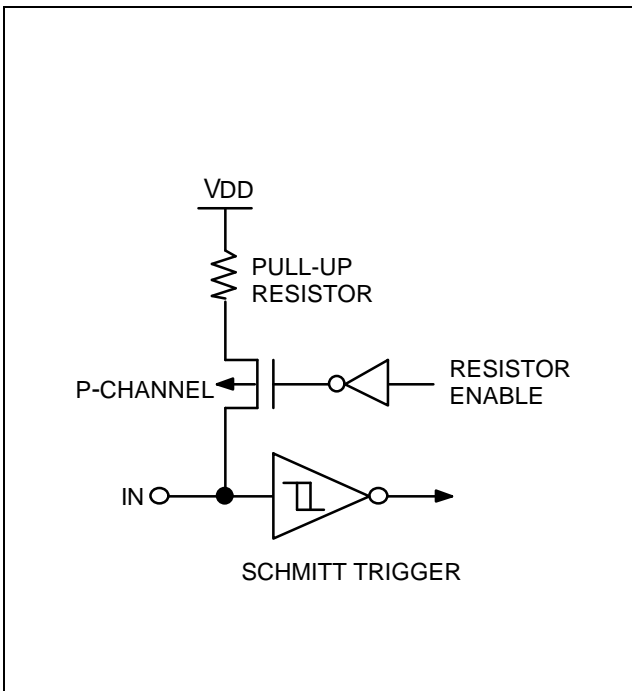 VDD
PULL-UP
RESISTOR
P-CHANNEL
RESISTOR
ENABLE
IN
SCHMITT TRIGGER